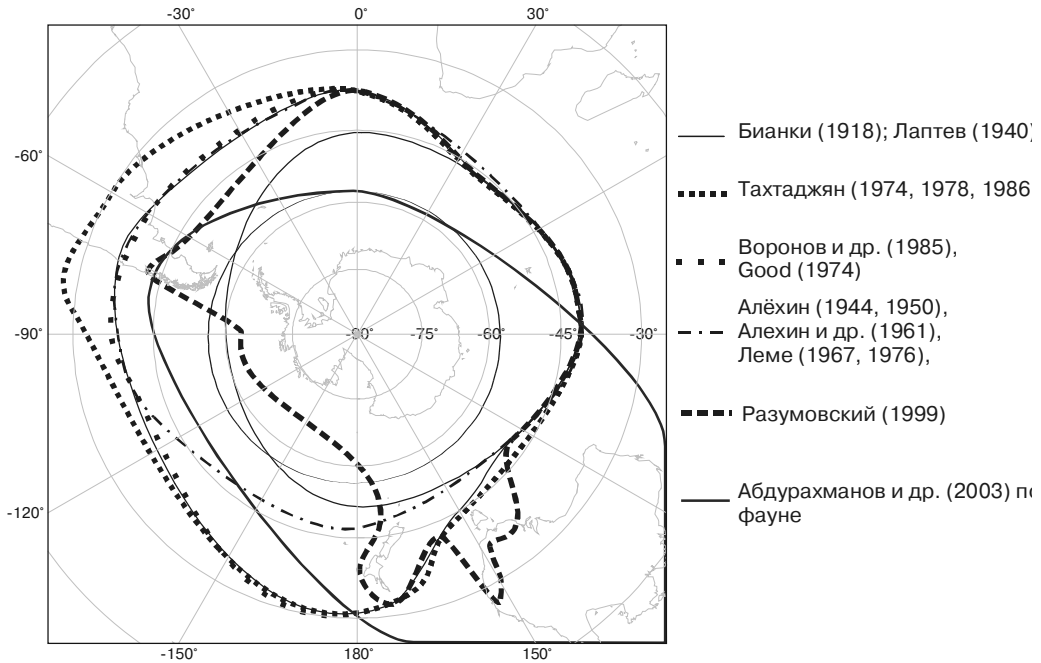 -30˚ 0˚ 30˚
-60˚
-90˚ -90˚ -75˚ -60˚ -45˚ -30˚
-120˚
-150˚ 180˚ 150˚
Бианки (1918); Лаптев (1940)
Тахтаджян (1974, 1978, 1986
Воронов и др. (1985),
Good (1974)
Алёхин (1944, 1950),
Алехин и др. (1961),
Леме (1967, 1976),
Разумовский (1999)
Абдурахманов и др. (2003) по
фауне